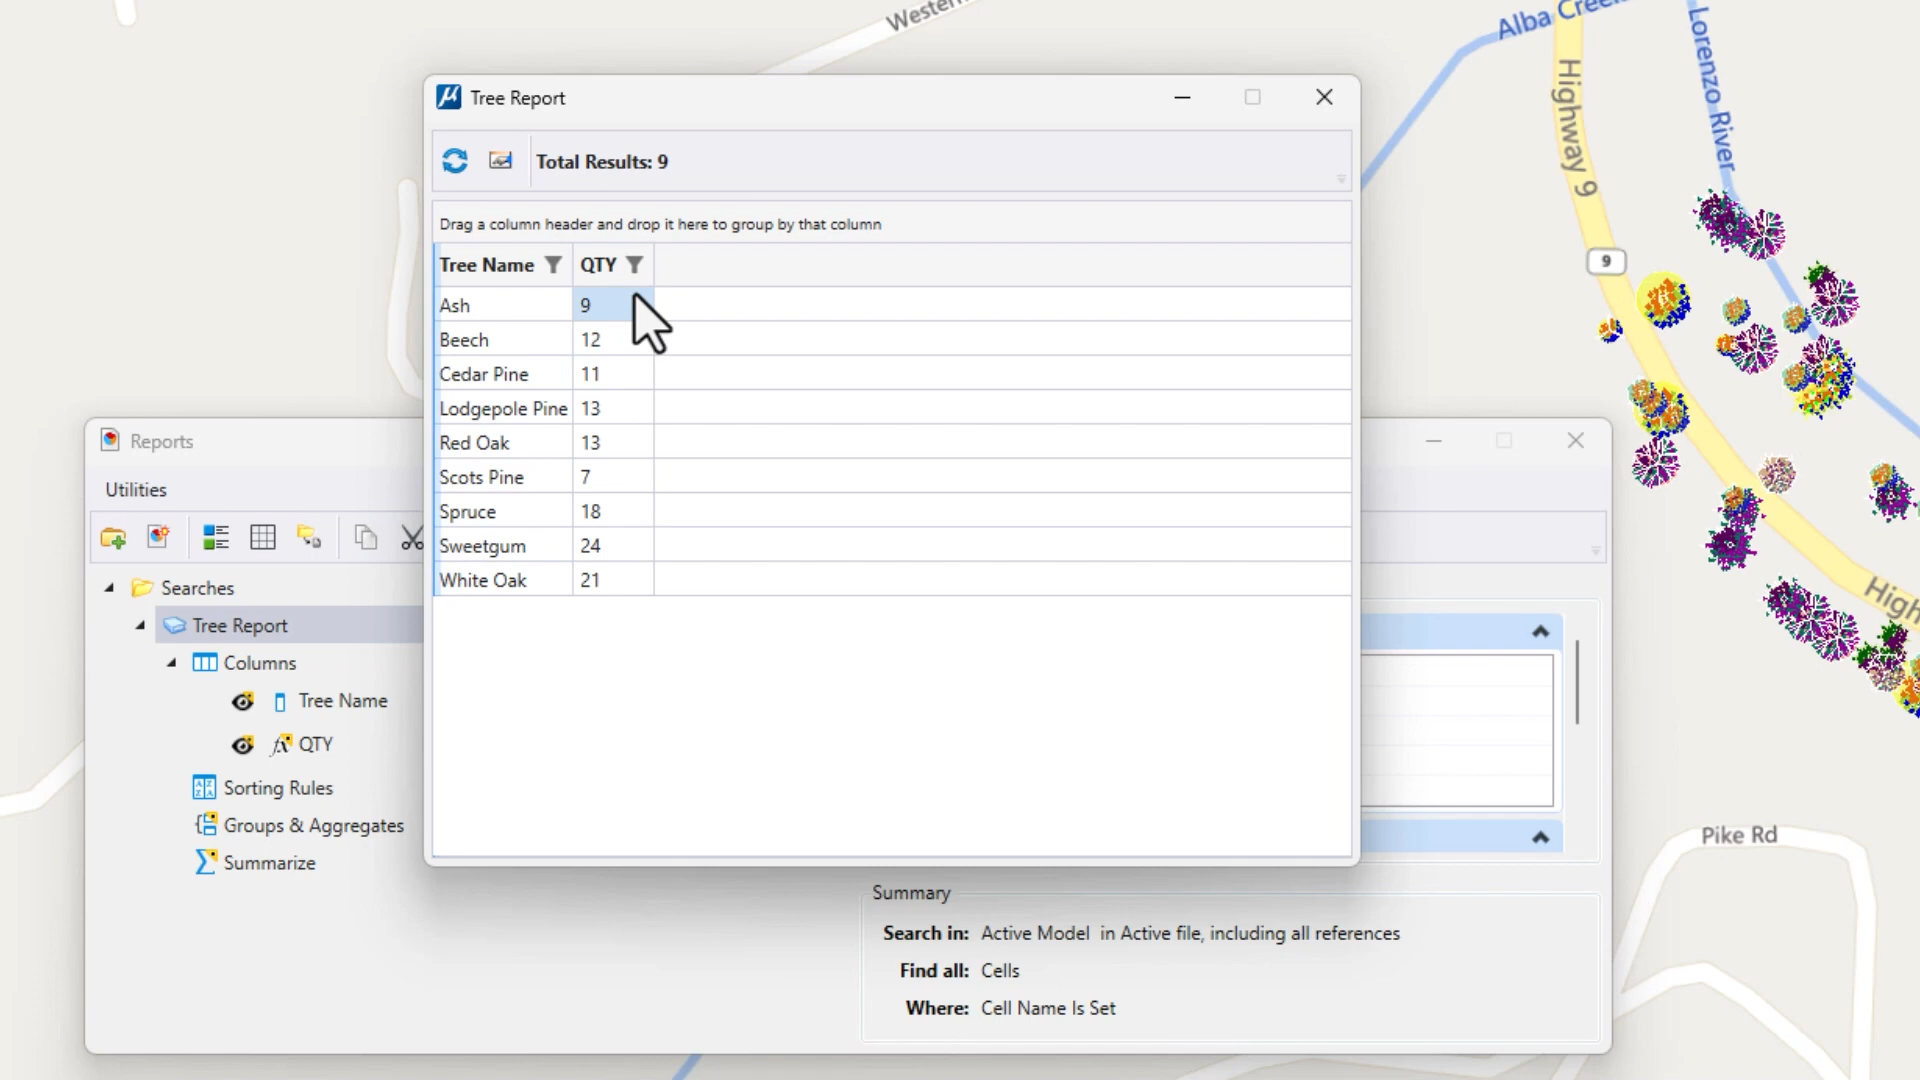 Western
Alba Creek
Lorenzo River
Highway 9
9
Tree Report
Total Results: 9
Drag a column header and drop it here to group by that column
Tree Name QTY
Ash 9
Beech 12
Cedar Pine 11
Lodgepole Pine 13
Red Oak 13
Scots Pine 7
Spruce 18
Sweetgum 24
White Oak 21
Reports
Utilities
Searches
Tree Report
Columns
Tree Name
QTY
Sorting Rules
Groups & Aggregates
Summarize
Summary
Search in: Active Model in Active file, including all references
Find all: Cells
Where: Cell Name Is Set
High
Pike Rd